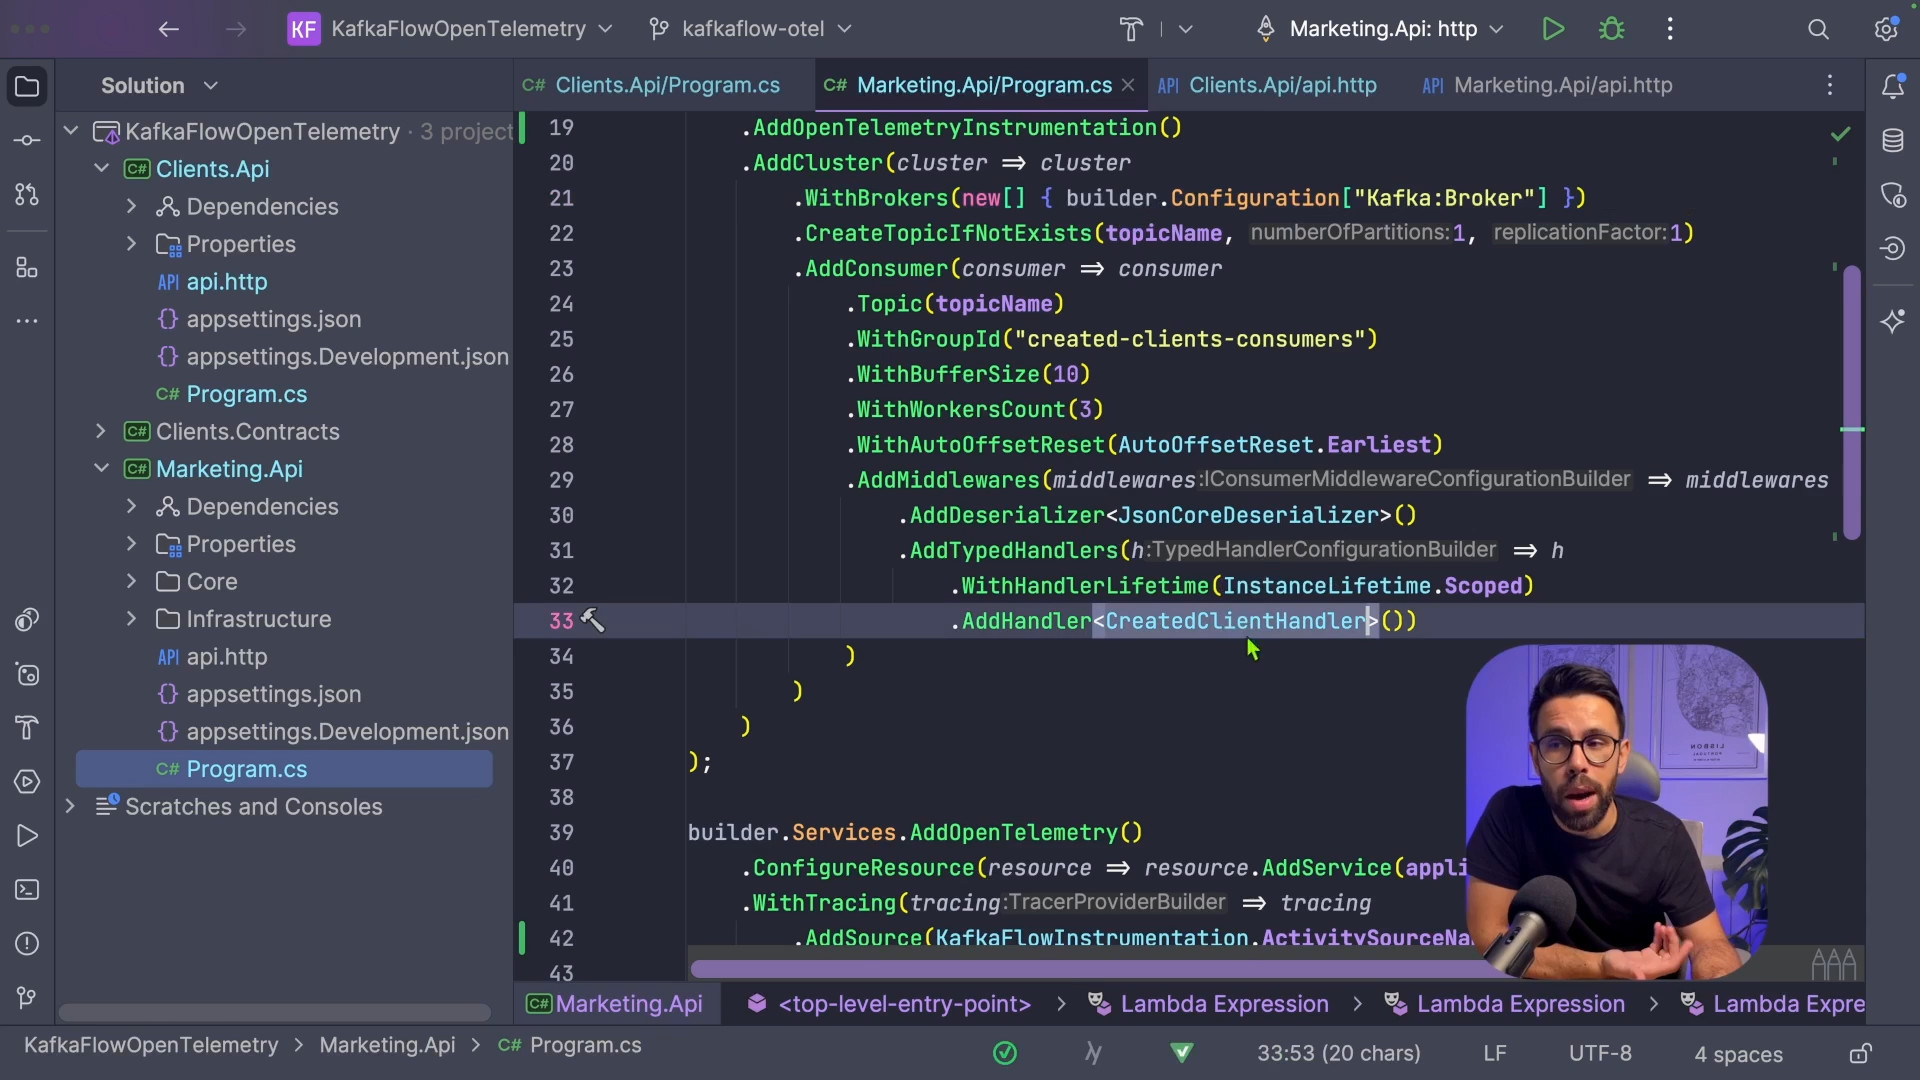 KF KafkaFlowOpenTelemetry kafkaflow-otel Marketing.Api: http
Solution
C# Clients.Api/Program.cs C# Marketing.Api/Program.cs API Clients.Api/api.http API Marketing.Api/api.http
KafkaFlowOpenTelemetry · 3 project
C# Clients.Api
Dependencies
Properties
API api.http
{} appsettings.json
{} appsettings.Development.json
C# Program.cs
C# Clients.Contracts
C# Marketing.Api
Dependencies
Properties
Core
Infrastructure
API api.http
{} appsettings.json
{} appsettings.Development.json
C# Program.cs
Scratches and Consoles
19 .AddOpenTelemetryInstrumentation()
20 .AddCluster(cluster => cluster
21 .WithBrokers(new[] { builder.Configuration["Kafka:Broker"] })
22 .CreateTopicIfNotExists(topicName, numberOfPartitions:1, replicationFactor:1)
23 .AddConsumer(consumer => consumer
24 .Topic(topicName)
25 .WithGroupId("created-clients-consumers")
26 .WithBufferSize(10)
27 .WithWorkersCount(3)
28 .WithAutoOffsetReset(AutoOffsetReset.Earliest)
29 .AddMiddlewares(middlewares:IConsumerMiddlewareConfigurationBuilder => middlewares
30 .AddDeserializer<JsonCoreDeserializer>()
31 .AddTypedHandlers(h:TypedHandlerConfigurationBuilder => h
32 .WithHandlerLifetime(InstanceLifetime.Scoped)
33 .AddHandler<CreatedClientHandler>())
34 )
35 )
36 )
37 );
38
39 builder.Services.AddOpenTelemetry()
40 .ConfigureResource(resource => resource.AddService(appli
41 .WithTracing(tracing:TracerProviderBuilder => tracing
42 .AddSource(KafkaFlowInstrumentation.ActivitySourceNa
43
LISBON
PORTUGAL
C# Marketing.Api <top-level-entry-point> > Lambda Expression > Lambda Expression > Lambda Expre
KafkaFlowOpenTelemetry > Marketing.Api > C# Program.cs 33:53 (20 chars) LF UTF-8 4 spaces